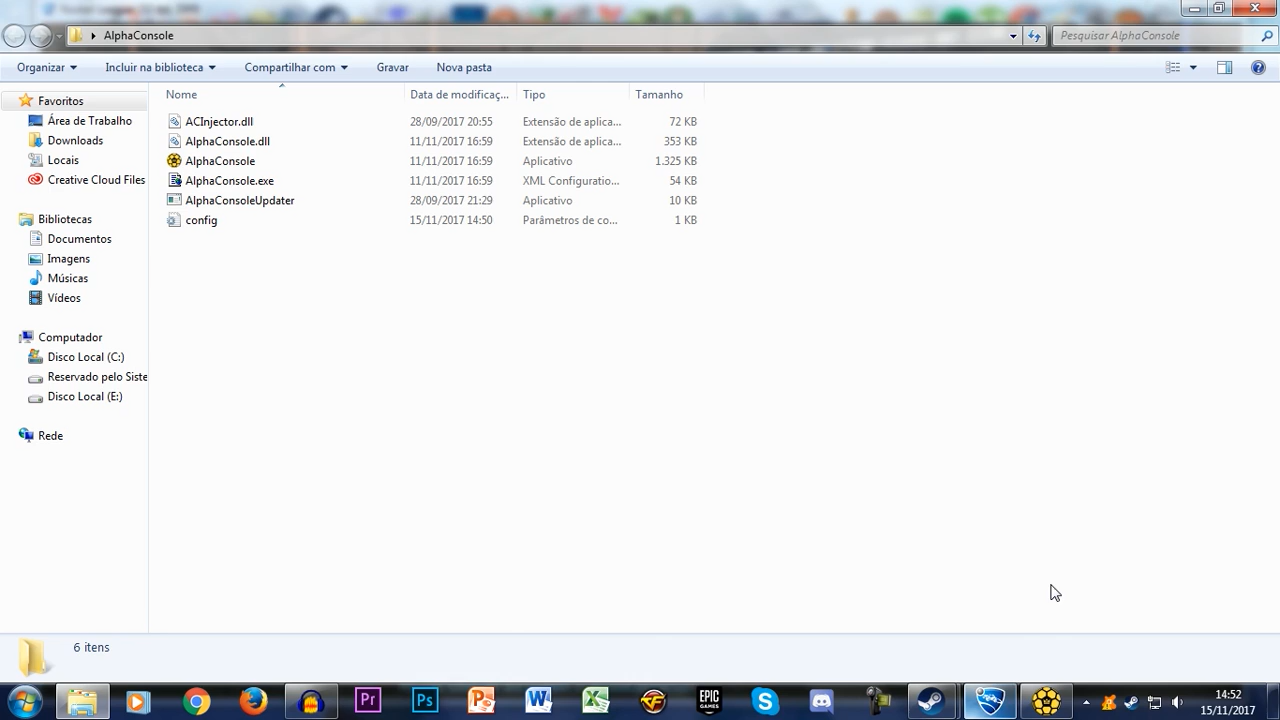 AlphaConsole
Pesquisar AlphaConsole
Organizar
Incluir na biblioteca
Compartilhar com
Gravar
Nova pasta
Nome
Data de modificaç...
Tipo
Tamanho
ACInjector.dll 28/09/2017 20:55 Extensão de aplica... 72 KB
AlphaConsole.dll 11/11/2017 16:59 Extensão de aplica... 353 KB
AlphaConsole 11/11/2017 16:59 Aplicativo 1.325 KB
AlphaConsole.exe 11/11/2017 16:59 XML Configuratio... 54 KB
AlphaConsoleUpdater 28/09/2017 21:29 Aplicativo 10 KB
config 15/11/2017 14:50 Parâmetros de co... 1 KB
Favoritos
Área de Trabalho
Downloads
Locais
Creative Cloud Files
Bibliotecas
Documentos
Imagens
Músicas
Vídeos
Computador
Disco Local (C:)
Reservado pelo Siste
Disco Local (E:)
Rede
6 itens
Pr
Ps
EPIC
GAMES
14:52
15/11/2017